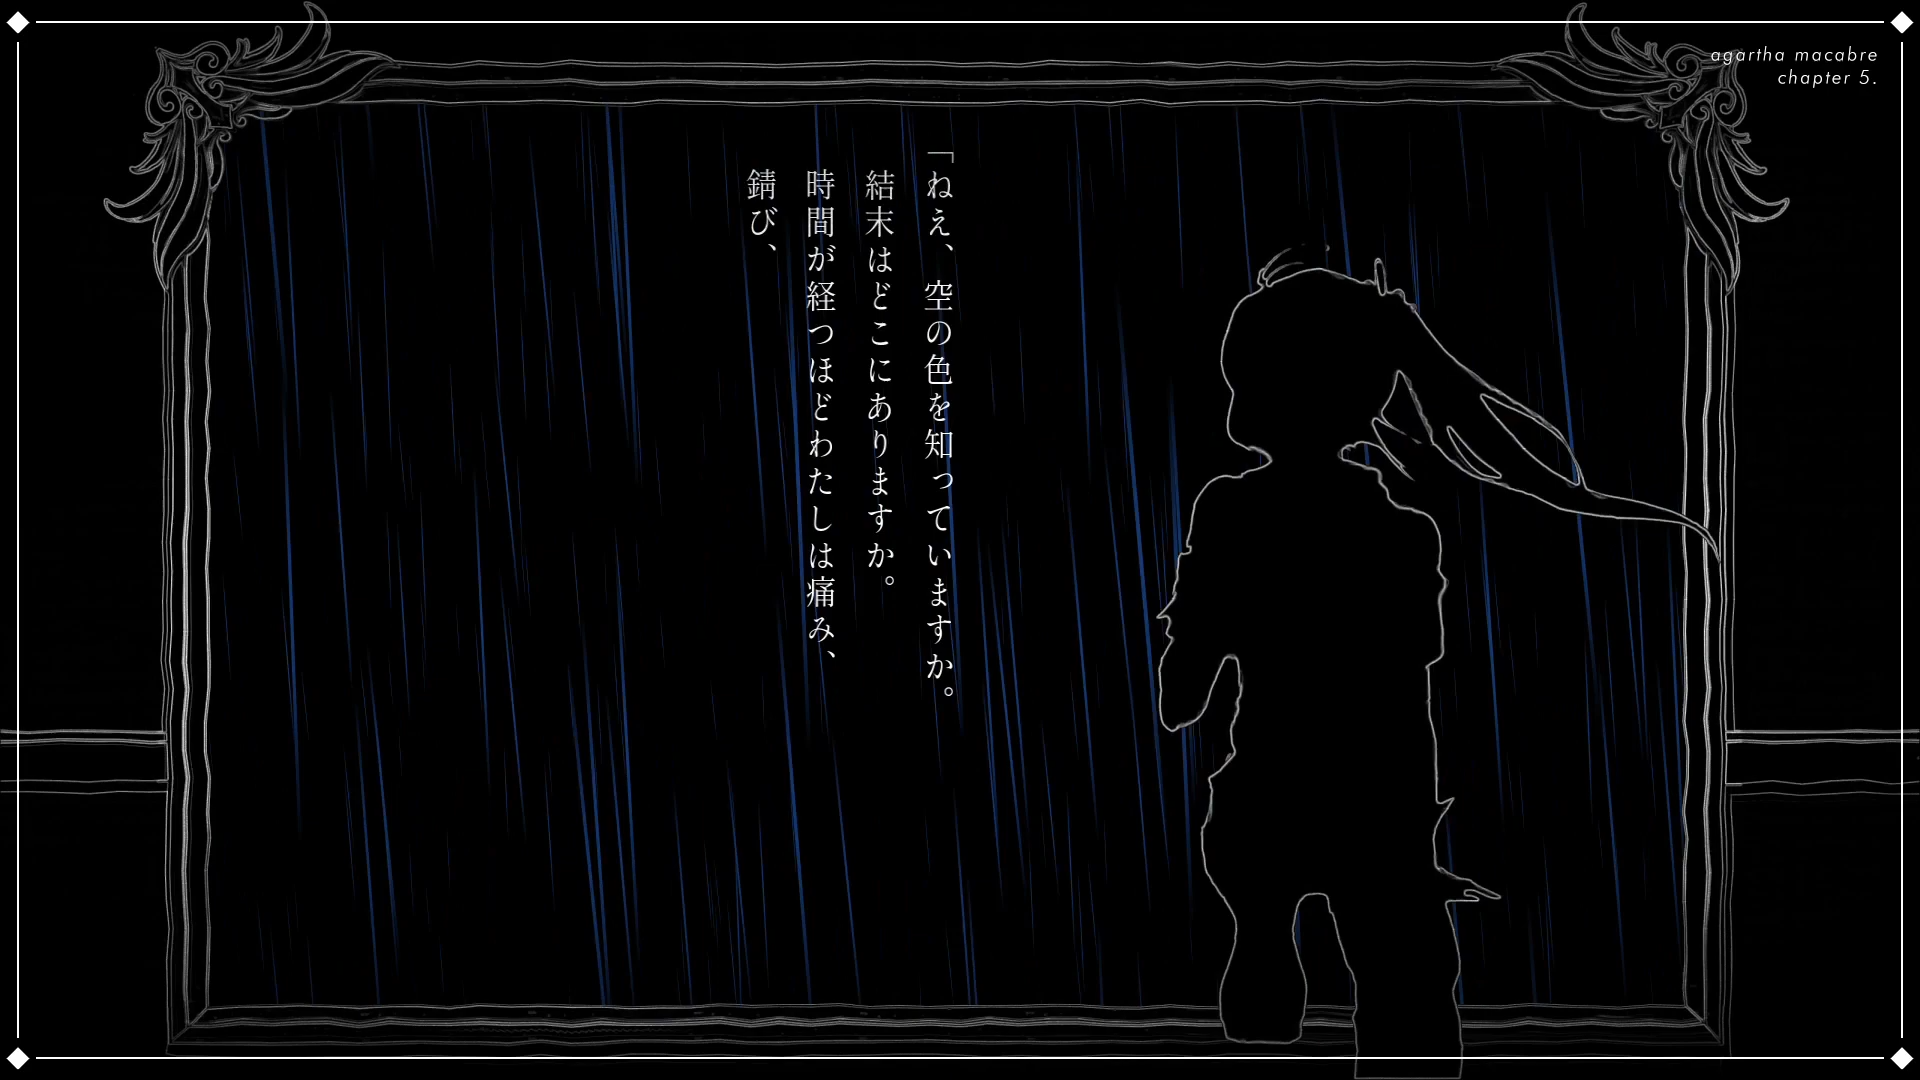 agartha macabre
chapter 5.
「ねえ、空の色を知っていますか。
結末はどこにありますか。
時間が経つほどわたしは痛み、
錆び、